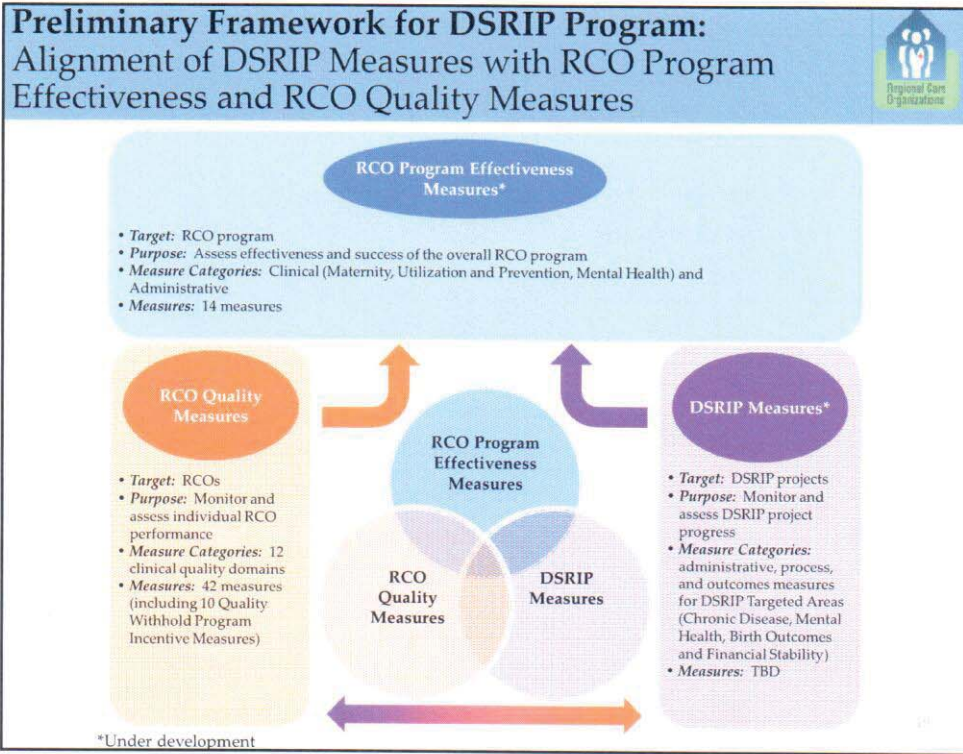 Preliminary Framework for DSRIP Program:
Alignment of DSRIP Measures with RCO Program
Effectiveness and RCO Quality Measures
Regional Care
Organizations
RCO Program Effectiveness
Measures*
• Target: RCO program
• Purpose: Assess effectiveness and success of the overall RCO program
• Measure Categories: Clinical (Maternity, Utilization and Prevention, Mental Health) and
Administrative
• Measures: 14 measures
RCO Quality
Measures
• Target: RCOs
• Purpose: Monitor and
assess individual RCO
performance
• Measure Categories: 12
clinical quality domains
• Measures: 42 measures
(including 10 Quality
Withhold Program
Incentive Measures)
RCO Program
Effectiveness
Measures
RCO
Quality
Measures
DSRIP
Measures
DSRIP Measures*
• Target: DSRIP projects
• Purpose: Monitor and
assess DSRIP project
progress
• Measure Categories:
administrative, process,
and outcomes measures
for DSRIP Targeted Areas
(Chronic Disease, Mental
Health, Birth Outcomes
and Financial Stability)
• Measures: TBD
*Under development